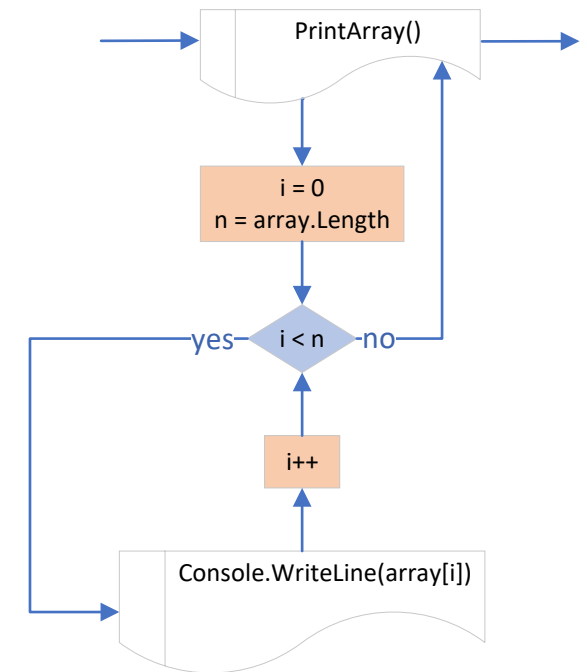 PrintArray()
i = 0
n = array.Length
yes
i < n
no
i++
Console.WriteLine(array[i])